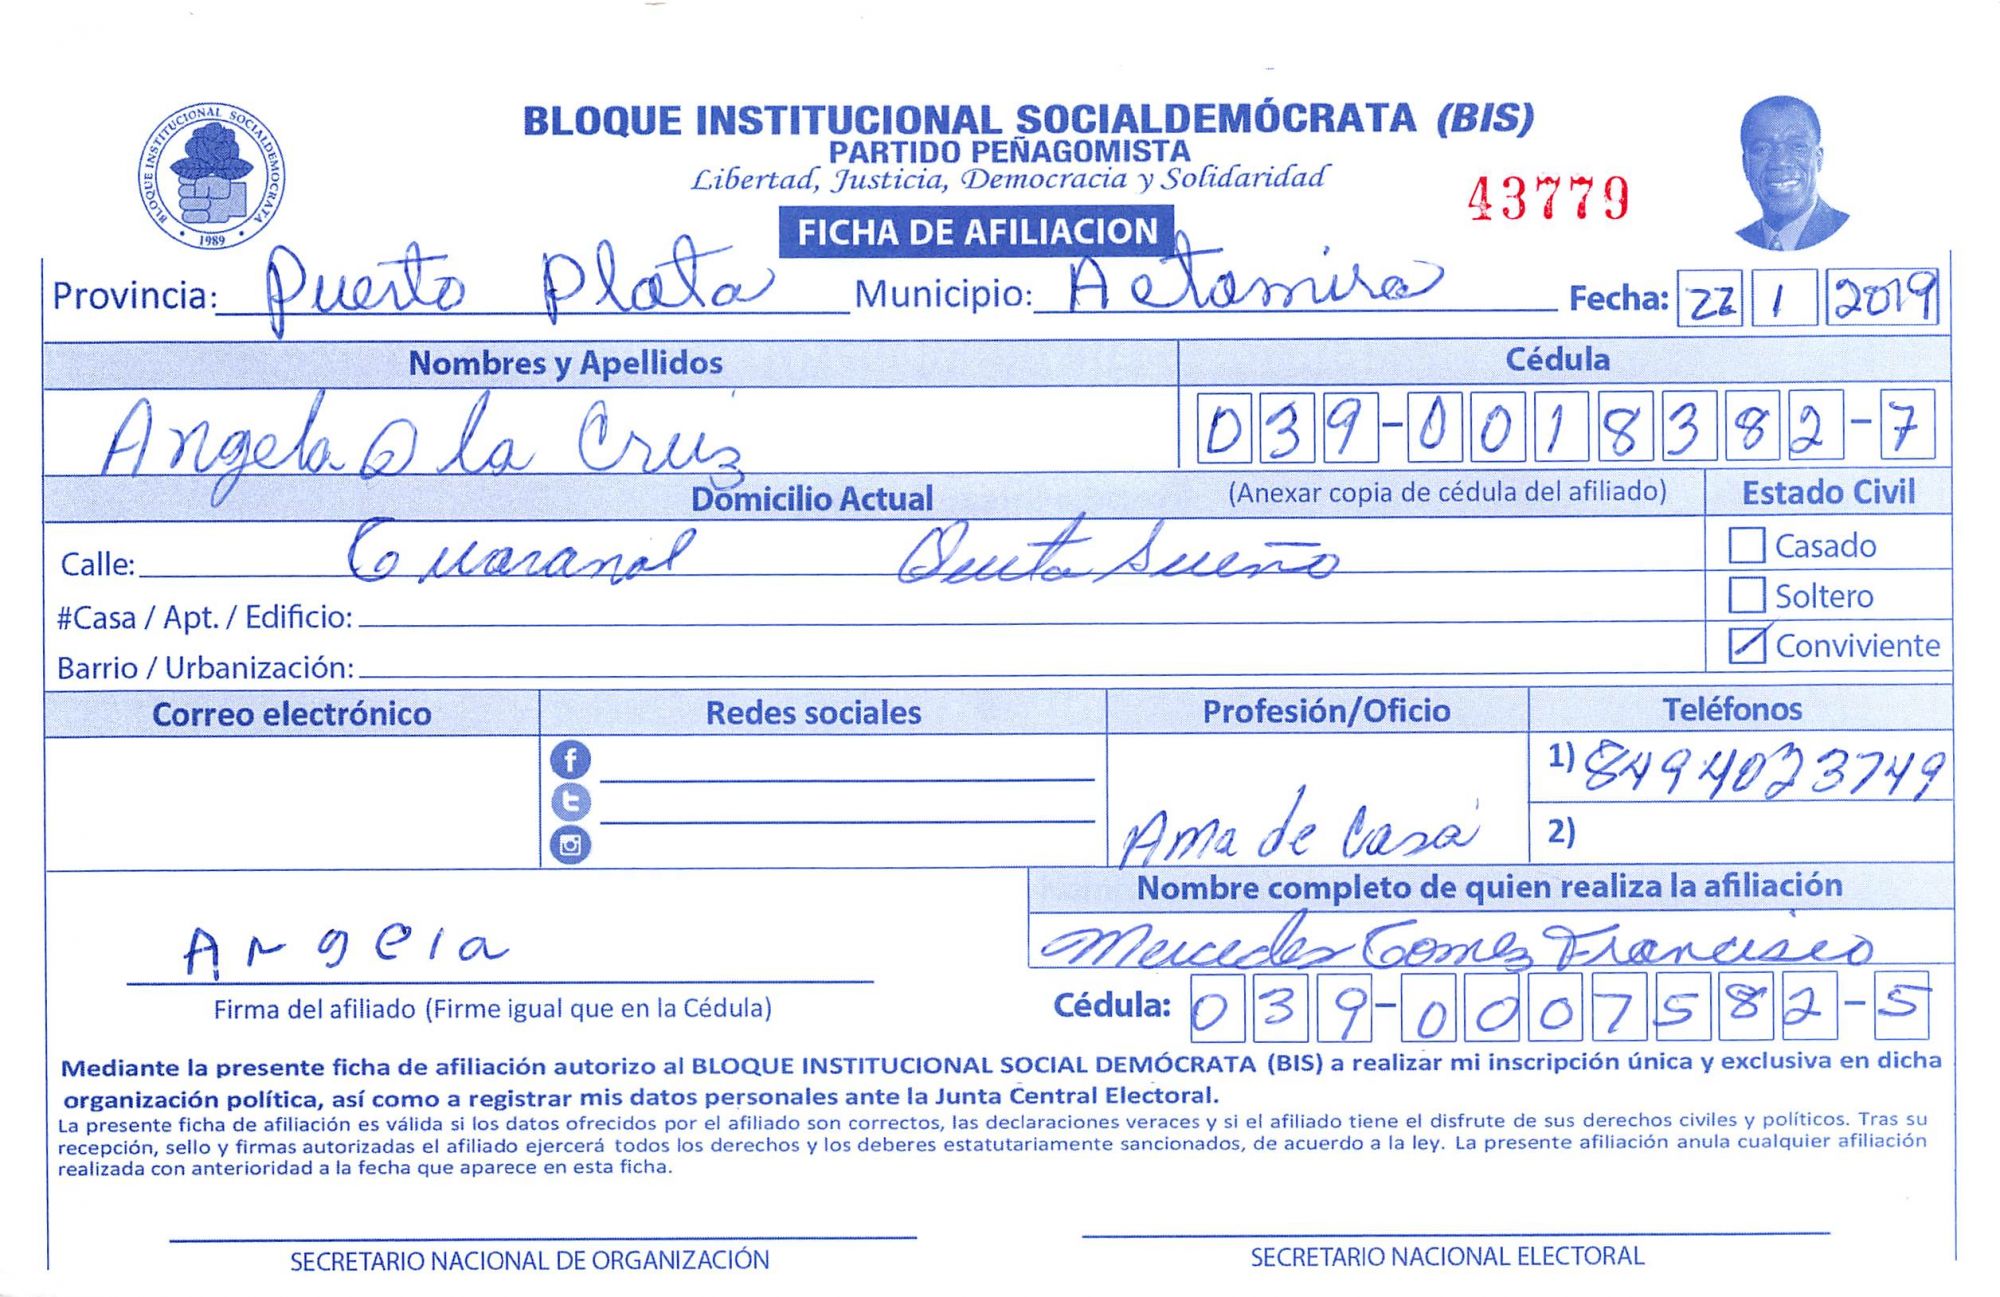 BLOQUE INSTITUCIONAL SOCIALDEMOCRATA
1989
BLOQUE INSTITUCIONAL SOCIALDEMÓCRATA (BIS)
PARTIDO PEÑAGOMISTA
Libertad, Justicia, Democracia y Solidaridad
43779
FICHA DE AFILIACION
Provincia: Puerto Plata Municipio: Altamira Fecha: 22 1 2019
Nombres y Apellidos Cédula
Angela la Cruz 039-0018382-7
Domicilio Actual (Anexar copia de cédula del afiliado) Estado Civil
Calle: Guaranal Quita Sueño Casado
#Casa / Apt. / Edificio: Soltero
Barrio / Urbanización: Conviviente
Correo electrónico Redes sociales Profesión/Oficio Teléfonos
1) 8494023749
Ama de Casa 2)
Nombre completo de quien realiza la afiliación
Angela Mercedes Gomez Francisco
Firma del afiliado (Firme igual que en la Cédula) Cédula: 039-0007582-5
Mediante la presente ficha de afiliación autorizo al BLOQUE INSTITUCIONAL SOCIAL DEMÓCRATA (BIS) a realizar mi inscripción única y exclusiva en dicha
organización política, así como a registrar mis datos personales ante la Junta Central Electoral.
La presente ficha de afiliación es válida si los datos ofrecidos por el afiliado son correctos, las declaraciones veraces y si el afiliado tiene el disfrute de sus derechos civiles y políticos. Tras su
recepción, sello y firmas autorizadas el afiliado ejercerá todos los derechos y los deberes estatutariamente sancionados, de acuerdo a la ley. La presente afiliación anula cualquier afiliación
realizada con anterioridad a la fecha que aparece en esta ficha.
SECRETARIO NACIONAL DE ORGANIZACIÓN SECRETARIO NACIONAL ELECTORAL